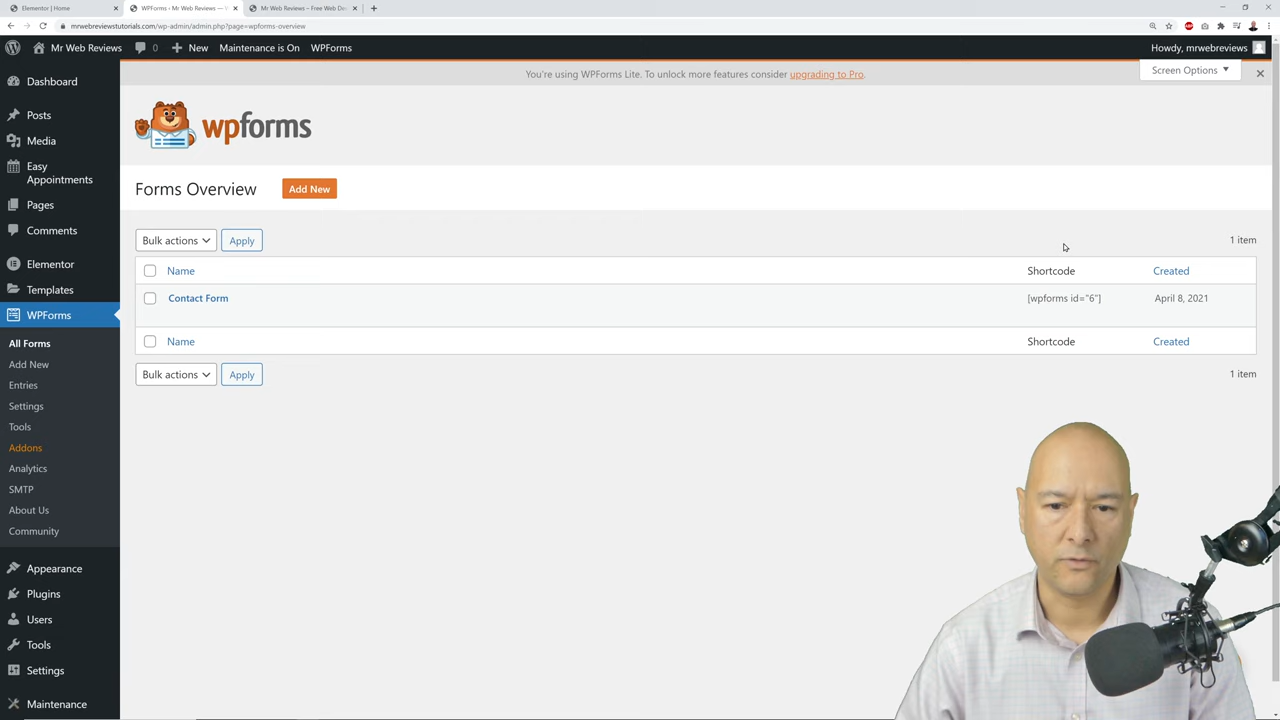 Elementor | Home
WPForms ‹ Mr Web Reviews — \
Mr Web Reviews – Free Web De
mrwebreviewstutorials.com/wp-admin/admin.php?page=wpforms-overview
Mr Web Reviews
0
New
Maintenance is On
WPForms
Howdy, mrwebreviews
You're using WPForms Lite. To unlock more features consider upgrading to Pro.
Screen Options
wpforms
Forms Overview
Add New
Bulk actions
Apply
1 item
Name
Shortcode
Created
Contact Form
[wpforms id="6"]
April 8, 2021
Name
Shortcode
Created
Bulk actions
Apply
1 item
Dashboard
Posts
Media
Easy
Appointments
Pages
Comments
Elementor
Templates
WPForms
All Forms
Add New
Entries
Settings
Tools
Addons
Analytics
SMTP
About Us
Community
Appearance
Plugins
Users
Tools
Settings
Maintenance